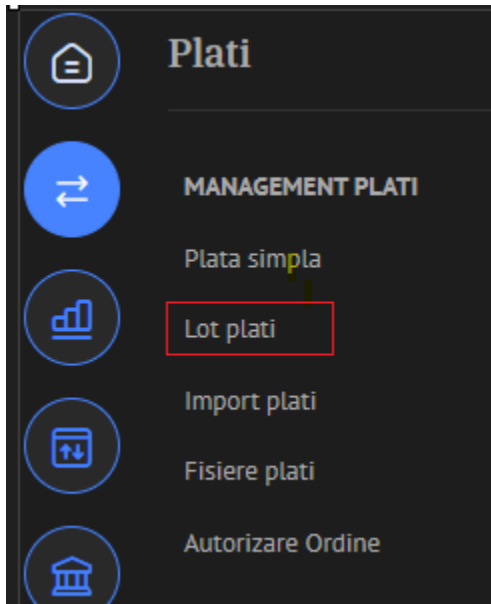 Plati
MANAGEMENT PLATI
Plata simpla
Lot plati
Import plati
Fisiere plati
Autorizare Ordine